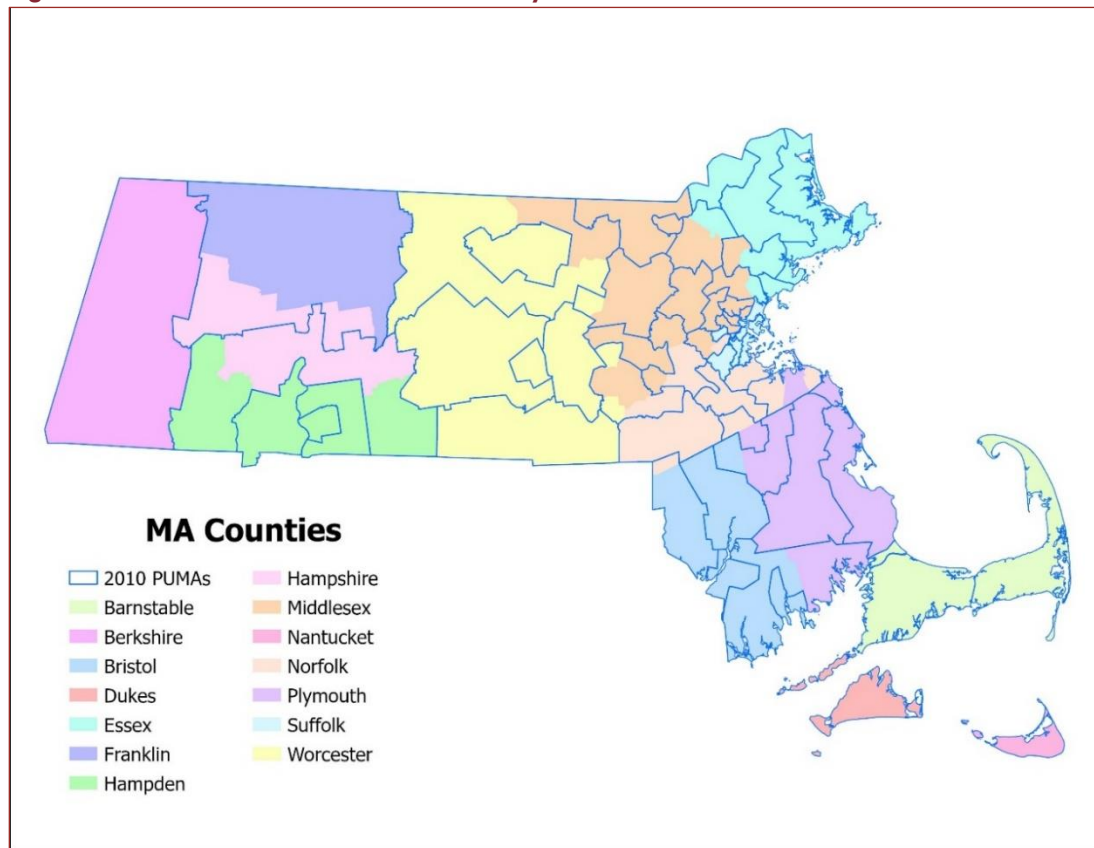 MA Counties
2010 PUMAs
Barnstable
Berkshire
Bristol
Dukes
Essex
Franklin
Hampden
Hampshire
Middlesex
Nantucket
Norfolk
Plymouth
Suffolk
Worcester